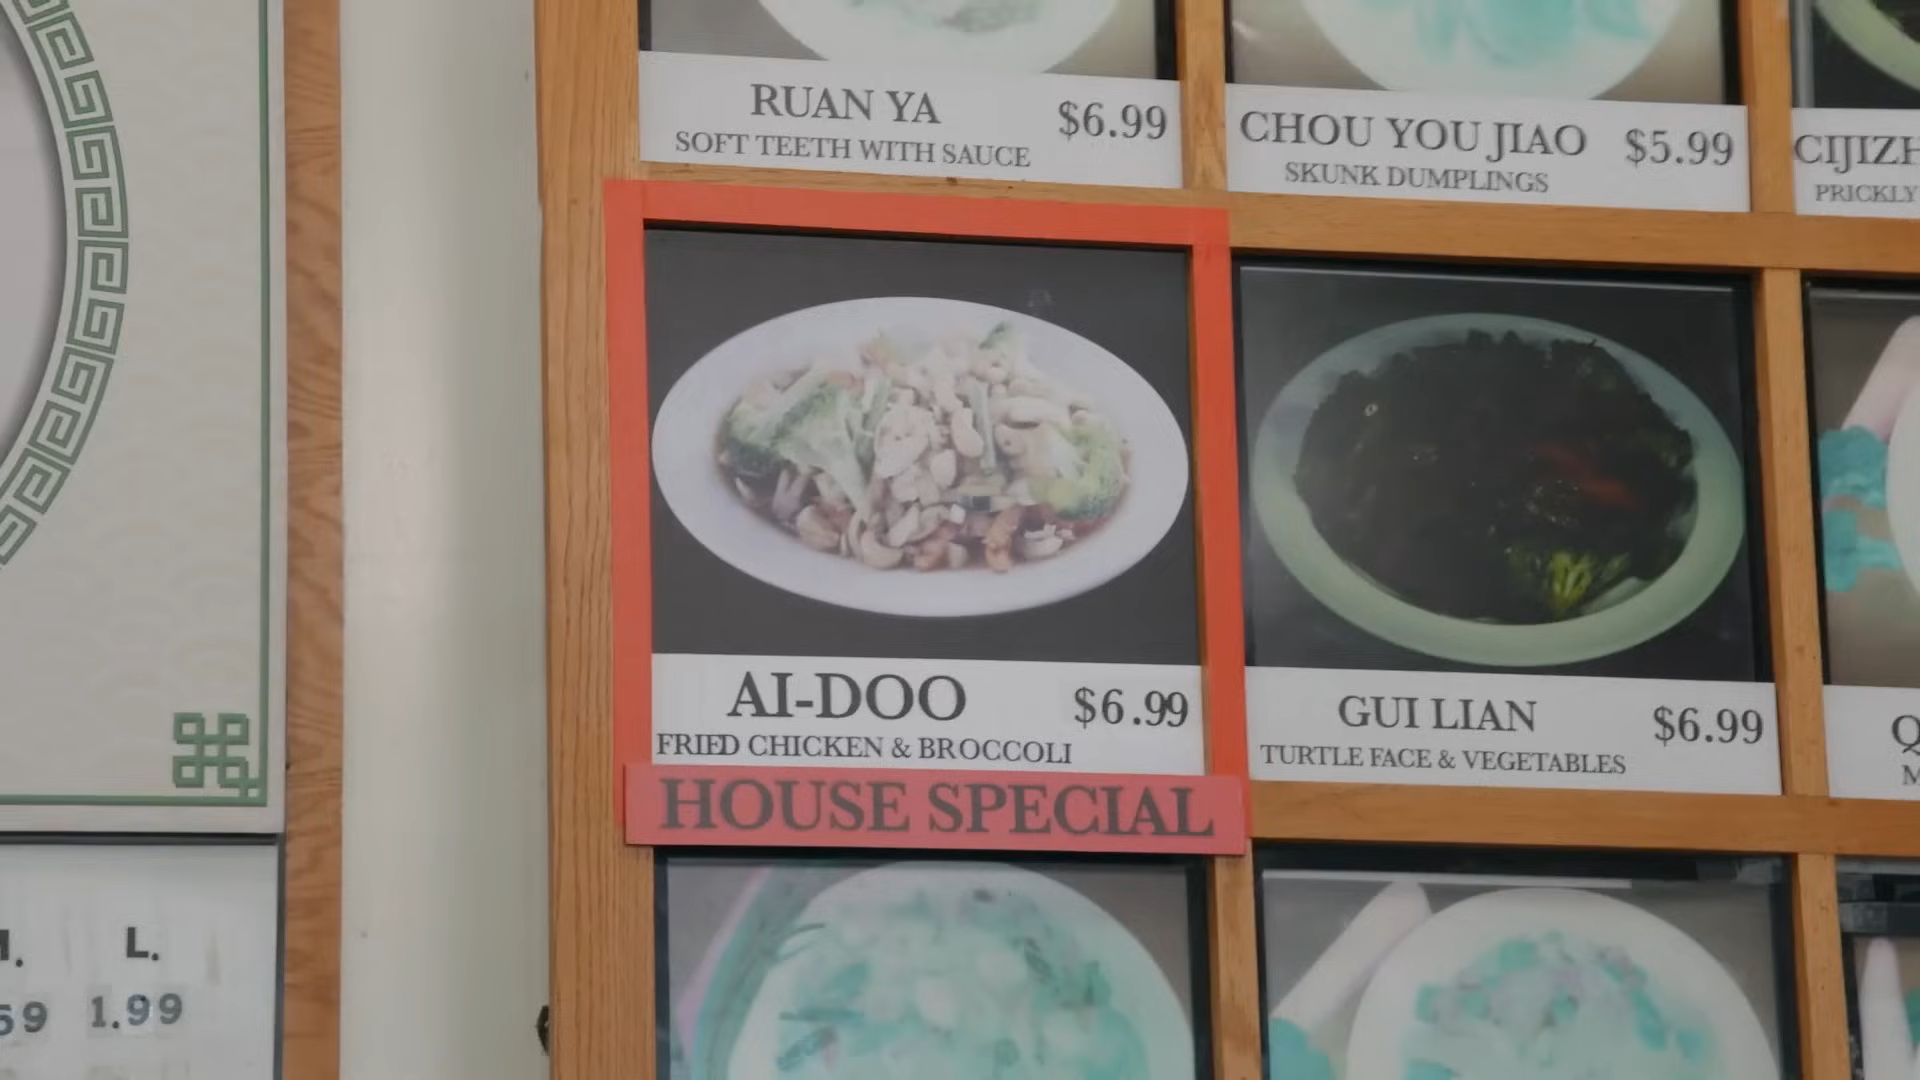 RUAN YA $6.99
SOFT TEETH WITH SAUCE
CHOU YOU JIAO $5.99
SKUNK DUMPLINGS
PRICKLY
AI-DOO $6.99
FRIED CHICKEN & BROCCOLI
HOUSE SPECIAL
GUI LIAN $6.99
TURTLE FACE & VEGETABLES
L.
1.99